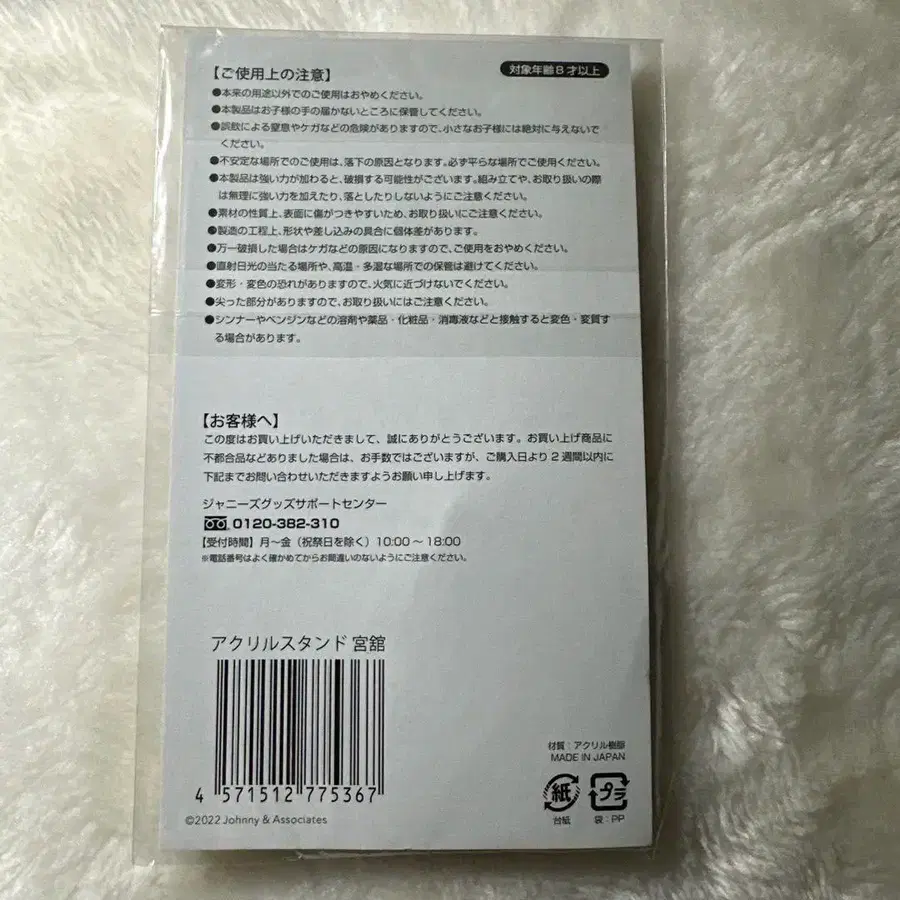 【ご使用上の注意】
対象年齢8才以上
●本来の用途以外でのご使用はおやめください。
●本製品はお子様の手の届かないところに保管してください。
●誤飲による窒息やケガなどの危険がありますので、小さなお子様には絶対に与えないで
ください。
●不安定な場所でのご使用は、落下の原因となります。必ず平らな場所でご使用ください。
●本製品は強い力が加わると、破損する可能性がございます。組み立てや、お取り扱いの際
は無理に強い力を加えたり、落としたりしないようにご注意ください。
●素材の性質上、表面に傷がつきやすいため、お取り扱いにご注意ください。
●製造の工程上、形状や差し込みの具合に個体差があります。
●万一破損した場合はケガなどの原因になりますので、ご使用をおやめください。
●直射日光の当たる場所や、高温・多湿な場所での保管は避けてください。
●変形・変色の恐れがありますので、火気に近づけないでください。
●尖った部分がありますので、お取り扱いにはご注意ください。
●シンナーやベンジンなどの溶剤や薬品・化粧品・消毒液などと接触すると変色・変質す
る場合があります。
【お客様へ】
この度はお買い上げいただきまして、誠にありがとうございます。お買い上げ商品に
不都合品などありました場合は、お手数ではございますが、ご購入日より2週間以内に
下記までお問い合わせいただきますようお願い申し上げます。
ジャニーズグッズサポートセンター
0120-382-310
【受付時間】月～金（祝祭日を除く）10:00～18:00
※電話番号はよく確かめてからお間違いのないようにご注意ください。
アクリルスタンド 宮舘
4 571512 775367
©2022 Johnny & Associates
材質：アクリル樹脂
MADE IN JAPAN
紙
プラ
台紙
袋：PP